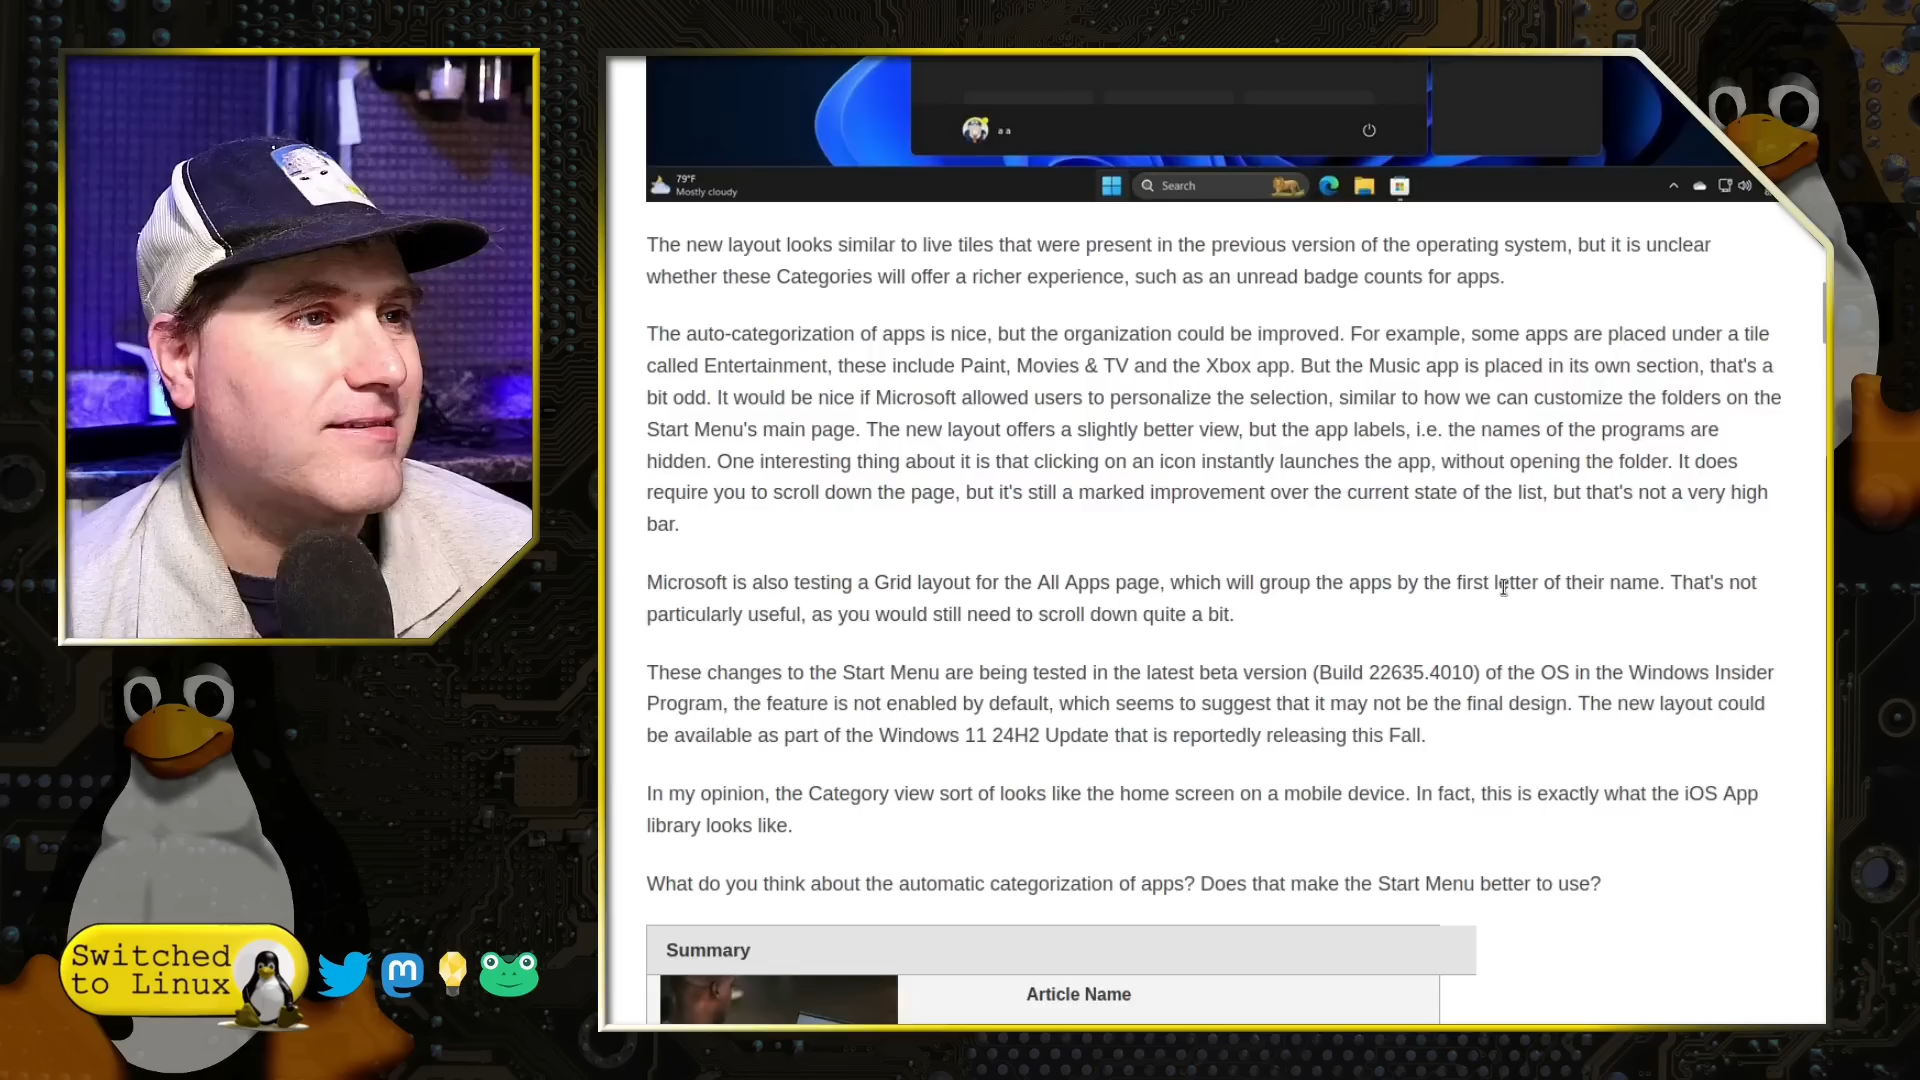 a a
79°F
Mostly cloudy
Search
The new layout looks similar to live tiles that were present in the previous version of the operating system, but it is unclear
whether these Categories will offer a richer experience, such as an unread badge counts for apps.
The auto-categorization of apps is nice, but the organization could be improved. For example, some apps are placed under a tile
called Entertainment, these include Paint, Movies & TV and the Xbox app. But the Music app is placed in its own section, that's a
bit odd. It would be nice if Microsoft allowed users to personalize the selection, similar to how we can customize the folders on the
Start Menu's main page. The new layout offers a slightly better view, but the app labels, i.e. the names of the programs are
hidden. One interesting thing about it is that clicking on an icon instantly launches the app, without opening the folder. It does
require you to scroll down the page, but it's still a marked improvement over the current state of the list, but that's not a very high
bar.
Microsoft is also testing a Grid layout for the All Apps page, which will group the apps by the first letter of their name. That's not
particularly useful, as you would still need to scroll down quite a bit.
These changes to the Start Menu are being tested in the latest beta version (Build 22635.4010) of the OS in the Windows Insider
Program, the feature is not enabled by default, which seems to suggest that it may not be the final design. The new layout could
be available as part of the Windows 11 24H2 Update that is reportedly releasing this Fall.
In my opinion, the Category view sort of looks like the home screen on a mobile device. In fact, this is exactly what the iOS App
library looks like.
What do you think about the automatic categorization of apps? Does that make the Start Menu better to use?
Summary
Article Name
Switched
to Linux